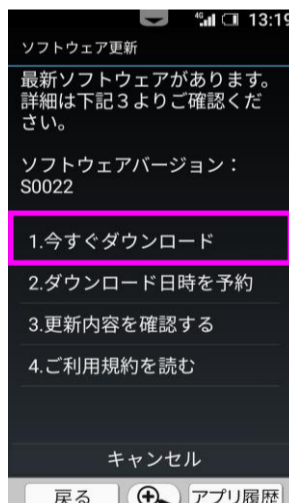 4G 13:19
ソフトウェア更新
最新ソフトウェアがあります。
詳細は下記３よりご確認くだ
さい。
ソフトウェアバージョン：
S0022
1.今すぐダウンロード
2.ダウンロード日時を予約
3.更新内容を確認する
4.ご利用規約を読む
キャンセル
戻る アプリ履歴